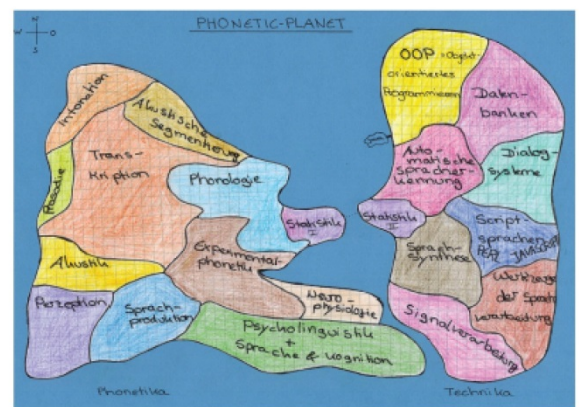 PHONETIC-PLANET
N
W O
S
Intonation
Akustische
Segmentierung
Trans-
kription
Prosodie
Phonologie
Statistik
I
Akustik
Experimental-
phonetik
Perzeption
Sprach-
produktion
Neuro-
physiologie
Psycholinguistik
+
Sprache & Kognition
Phonetika
OOP = Objekt-
orientiertes
Programmieren
Daten-
banken
Auto-
matische
Spracher-
kennung
Dialog-
systeme
Statistik
II
Script-
sprachen
PERL JAVASCRIPT
Sprach-
synthese
Werkzeuge
der Sprach
verarbeitung
Signalverarbeitung
Technika